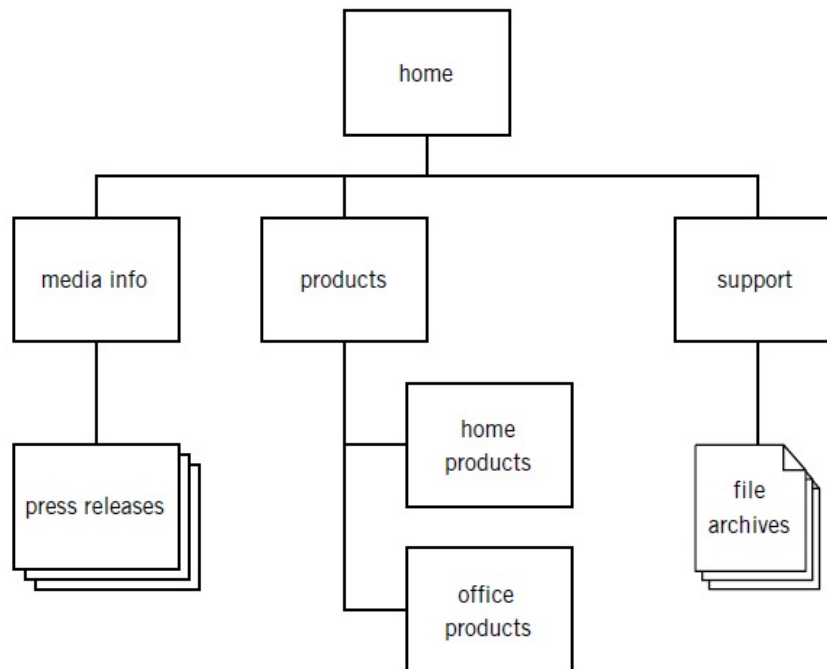 home
media info
products
support
home
products
press releases
file
archives
office
products